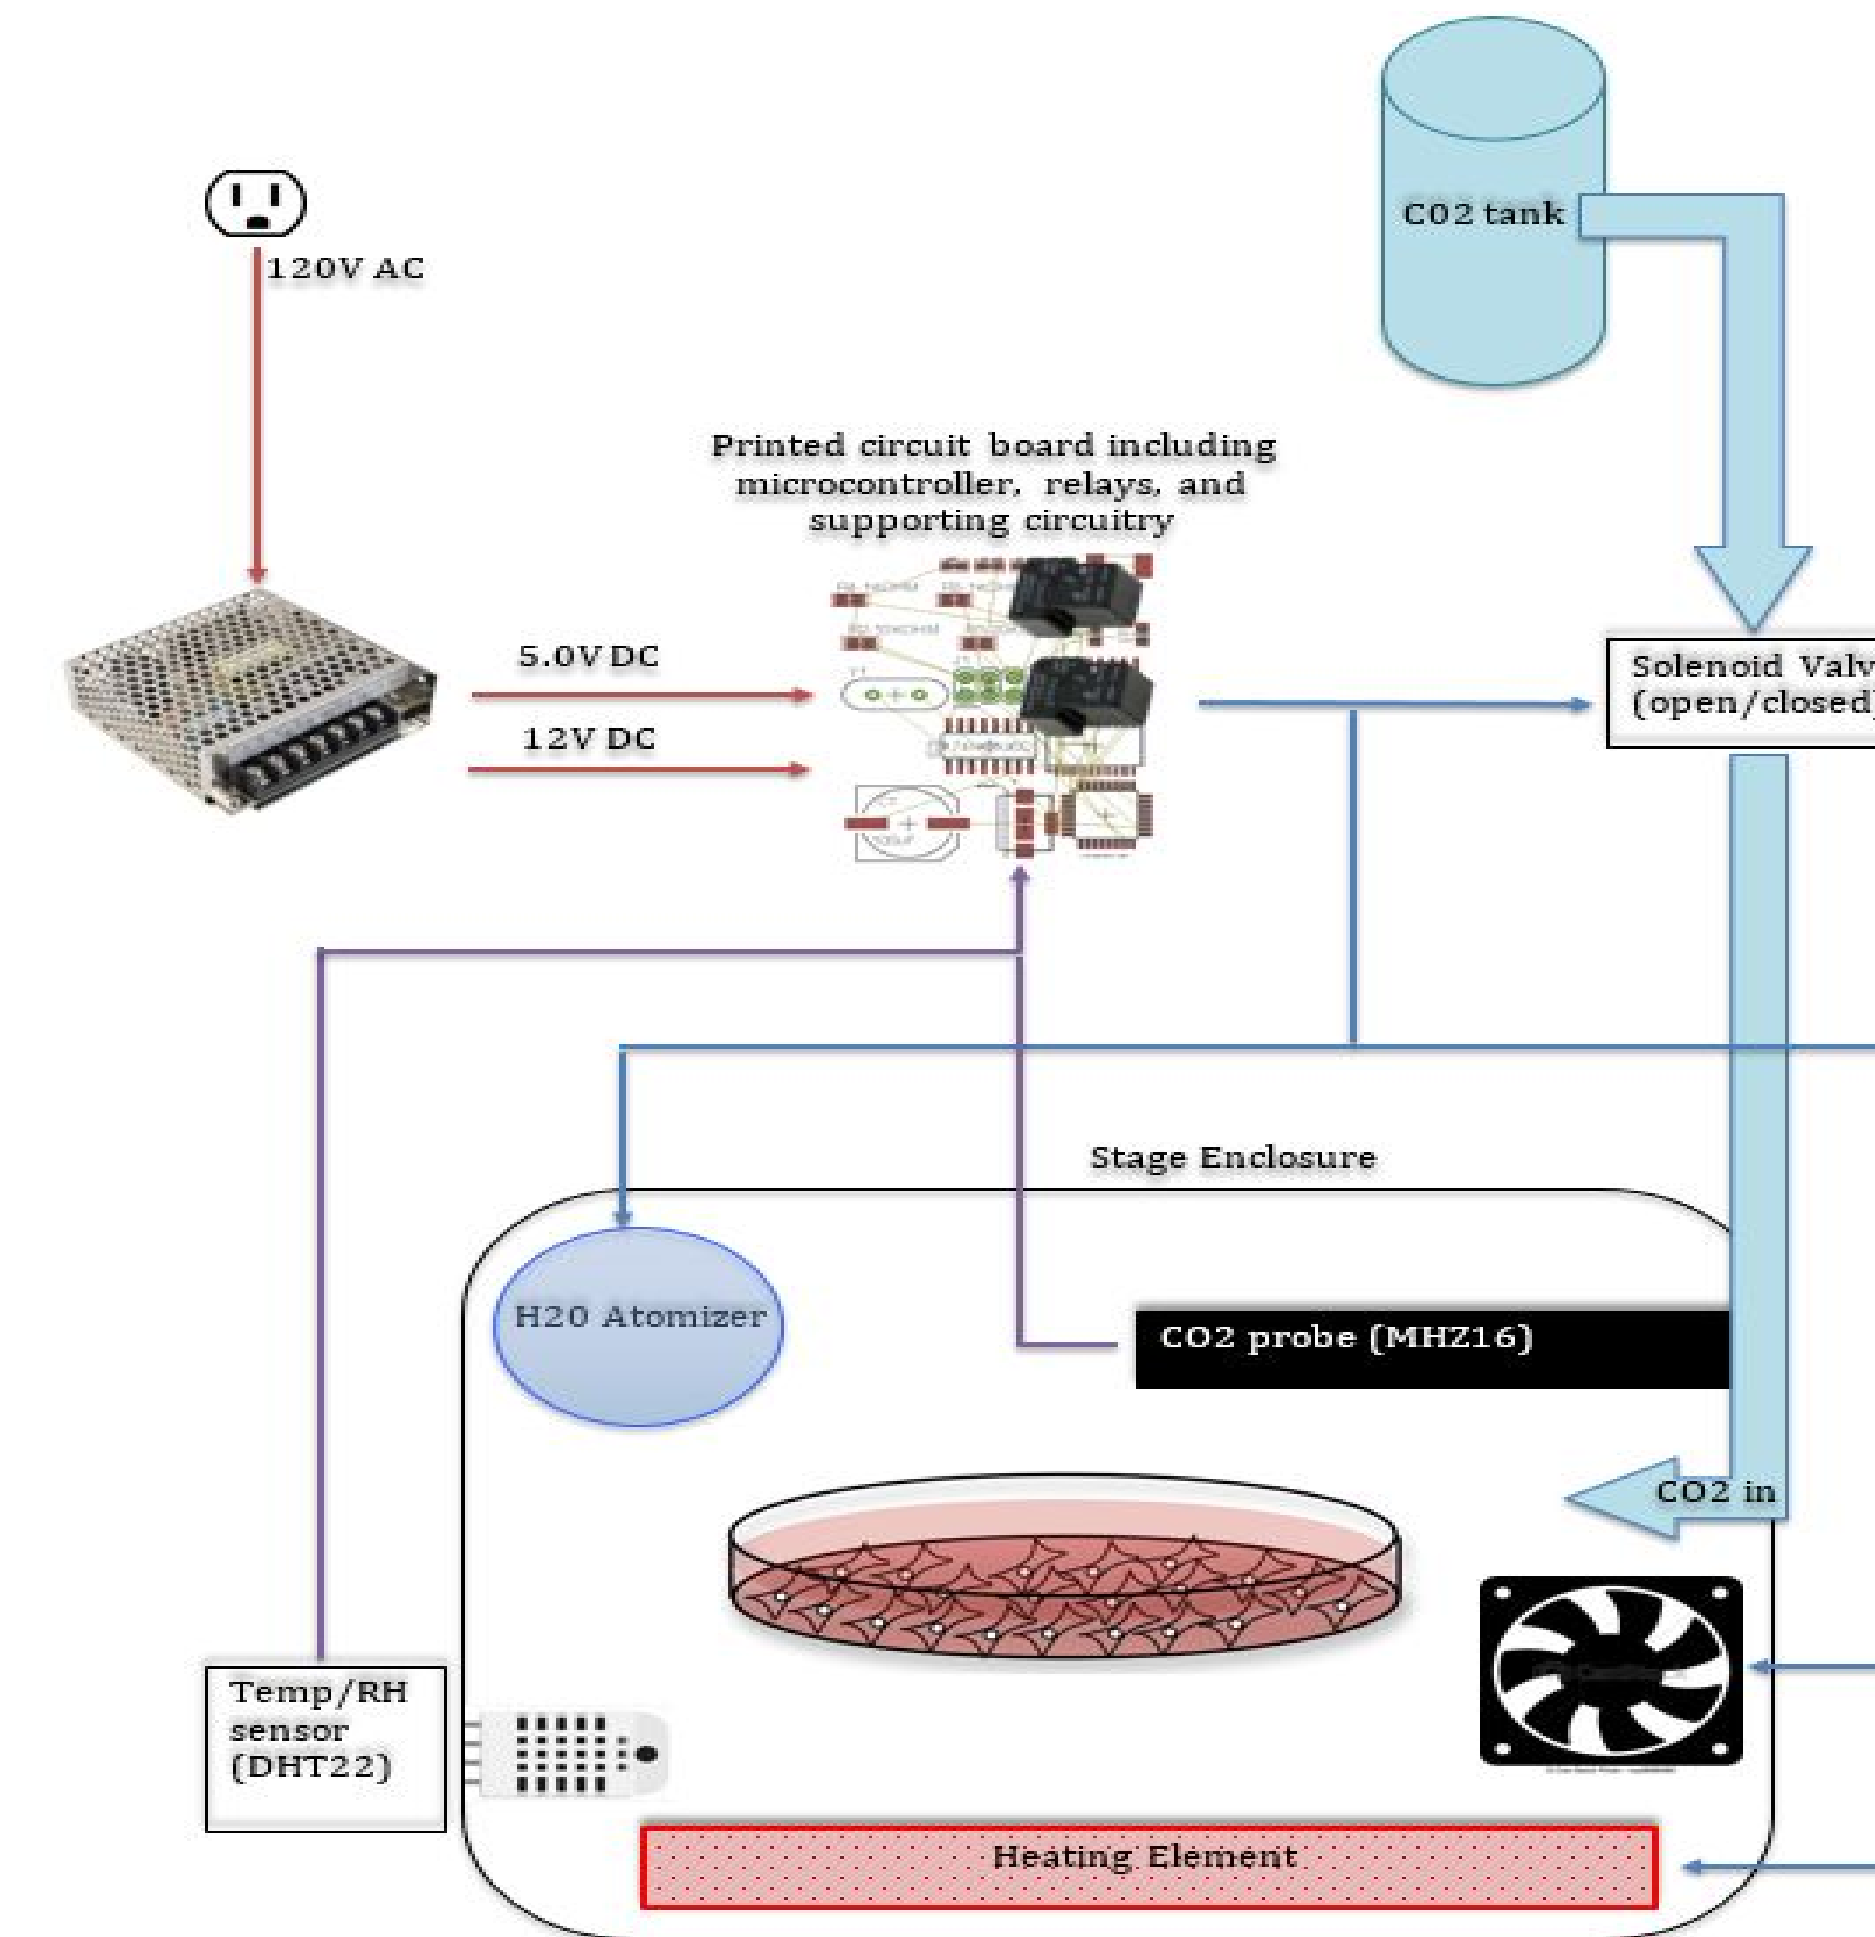 C02 tank
120V AC
Printed circuit board including
microcontroller, relays, and
supporting circuitry
5.0V DC
12V DC
Solenoid Valv
(open/closed
Stage Enclosure
H20 Atomizer
CO2 probe (MHZ16)
CO2 in
Temp/RH
sensor
(DHT22)
Heating Element